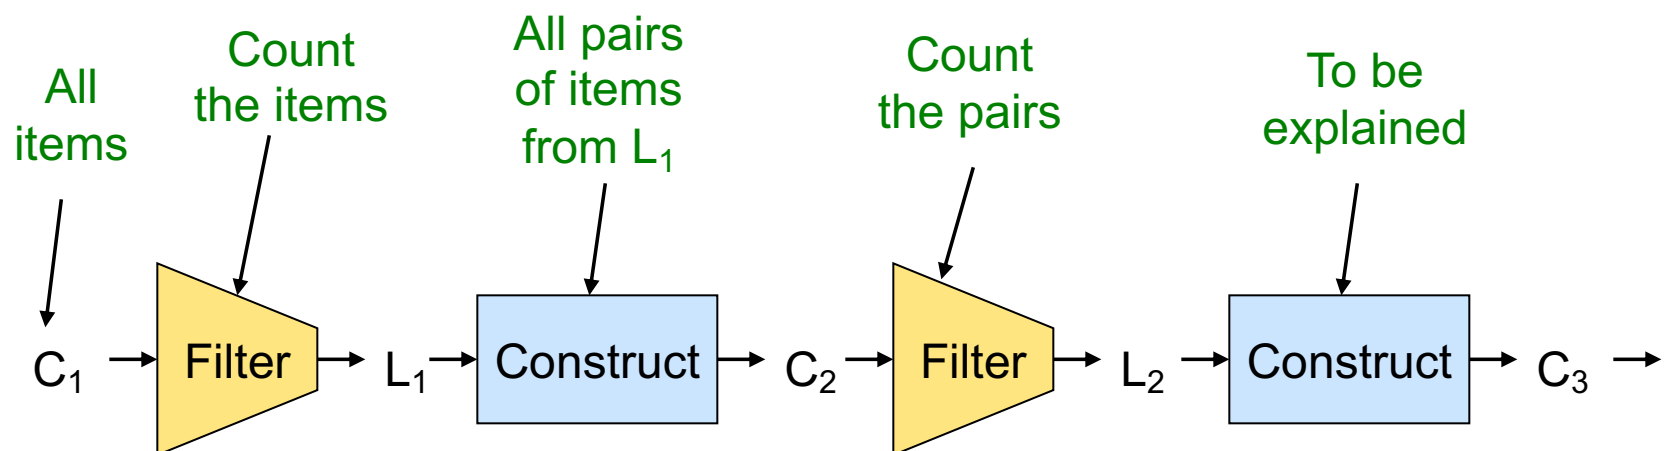 All
items
Count
the items
All pairs
of items
from L₁
Count
the pairs
To be
explained
C₁
Filter
L₁
Construct
C₂
Filter
L₂
Construct
C₃